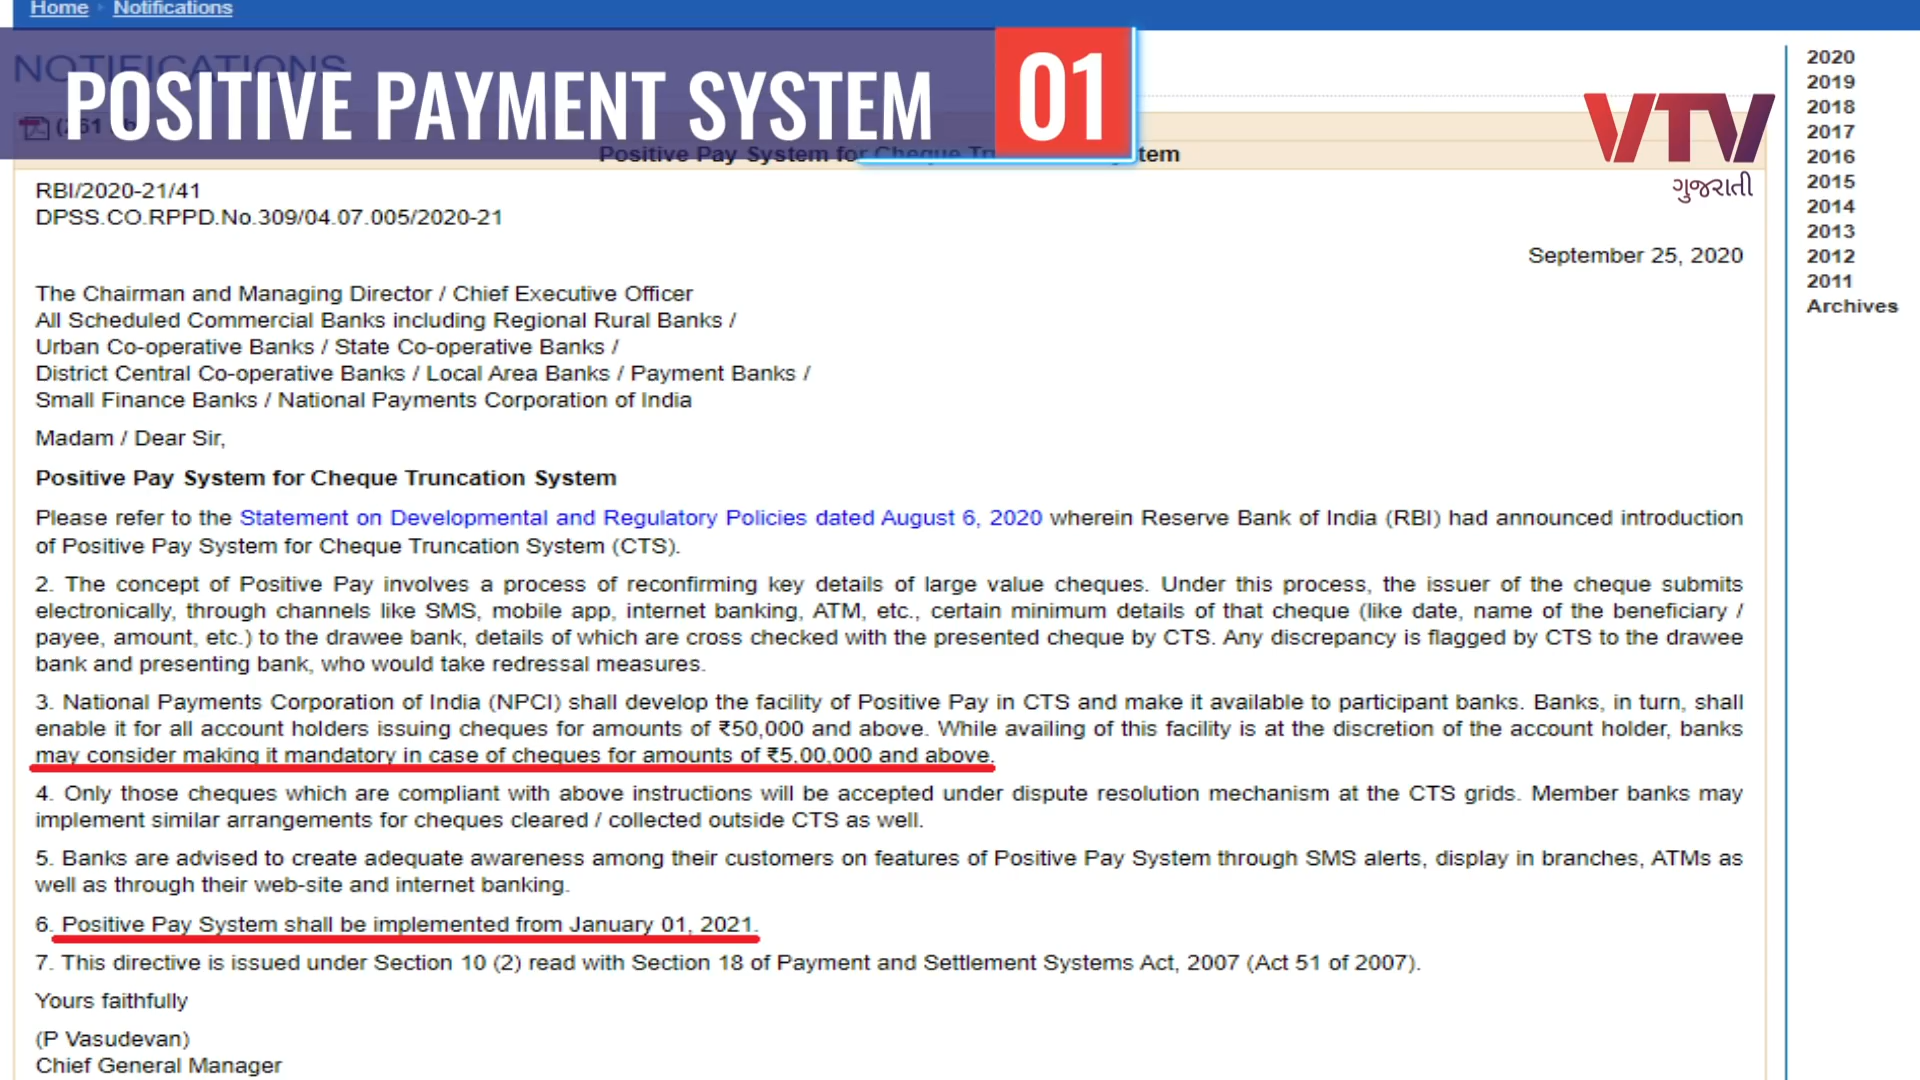 Home Notifications
NOTIFICATIONS
POSITIVE PAYMENT SYSTEM 01
VTV
ગુજરાતી
Positive Pay System for Cheque Truncation System
RBI/2020-21/41
DPSS.CO.RPPD.No.309/04.07.005/2020-21
September 25, 2020
The Chairman and Managing Director / Chief Executive Officer
All Scheduled Commercial Banks including Regional Rural Banks /
Urban Co-operative Banks / State Co-operative Banks /
District Central Co-operative Banks / Local Area Banks / Payment Banks /
Small Finance Banks / National Payments Corporation of India
Madam / Dear Sir,
Positive Pay System for Cheque Truncation System
Please refer to the Statement on Developmental and Regulatory Policies dated August 6, 2020 wherein Reserve Bank of India (RBI) had announced introduction
of Positive Pay System for Cheque Truncation System (CTS).
2. The concept of Positive Pay involves a process of reconfirming key details of large value cheques. Under this process, the issuer of the cheque submits
electronically, through channels like SMS, mobile app, internet banking, ATM, etc., certain minimum details of that cheque (like date, name of the beneficiary /
payee, amount, etc.) to the drawee bank, details of which are cross checked with the presented cheque by CTS. Any discrepancy is flagged by CTS to the drawee
bank and presenting bank, who would take redressal measures.
3. National Payments Corporation of India (NPCI) shall develop the facility of Positive Pay in CTS and make it available to participant banks. Banks, in turn, shall
enable it for all account holders issuing cheques for amounts of ₹50,000 and above. While availing of this facility is at the discretion of the account holder, banks
may consider making it mandatory in case of cheques for amounts of ₹5,00,000 and above.
4. Only those cheques which are compliant with above instructions will be accepted under dispute resolution mechanism at the CTS grids. Member banks may
implement similar arrangements for cheques cleared / collected outside CTS as well.
5. Banks are advised to create adequate awareness among their customers on features of Positive Pay System through SMS alerts, display in branches, ATMs as
well as through their web-site and internet banking.
6. Positive Pay System shall be implemented from January 01, 2021.
7. This directive is issued under Section 10 (2) read with Section 18 of Payment and Settlement Systems Act, 2007 (Act 51 of 2007).
Yours faithfully
(P Vasudevan)
Chief General Manager
2020
2019
2018
2017
2016
2015
2014
2013
2012
2011
Archives